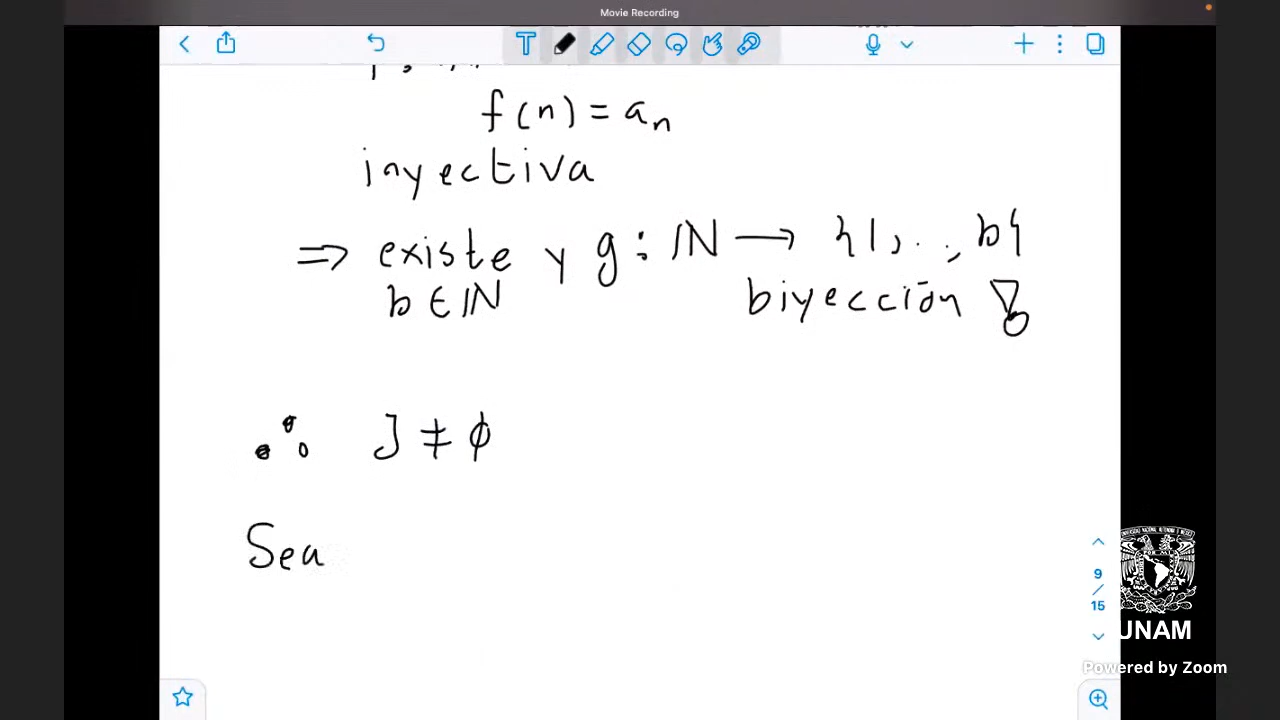 Movie Recording
f(n) = aₙ
inyectiva
⇒ existe y g : ℕ → {1, . . , b}
b ∈ ℕ biyección
∴ J ≠ ∅
Sea
9
/
15
UNAM
Powered by Zoom